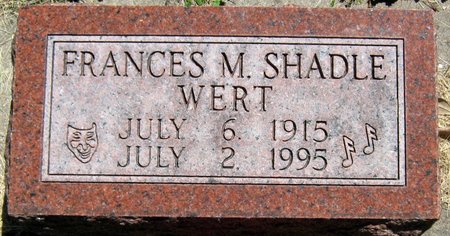 FRANCES M. SHADLE
WERT
JULY 6. 1915
JULY 2. 1995